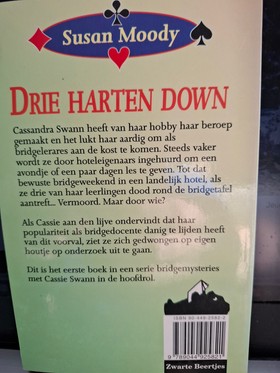 Susan Moody
DRIE HARTEN DOWN
Cassandra Swann heeft van haar hobby haar beroep
gemaakt en het lukt haar aardig om als
bridgelerares aan de kost te komen. Steeds vaker
wordt ze door hoteleigenaars ingehuurd om een
avondje of een paar dagen les te geven. Tot dat
bewuste bridgeweekend in een landelijk hotel, als
ze drie van haar leerlingen dood rond de bridgetafel
aantreft... Vermoord. Maar door wie?
Als Cassie aan den lijve ondervindt dat haar
populariteit als bridgedocente danig te lijden heeft
van dit voorval, ziet ze zich gedwongen op eigen
houtje op onderzoek uit te gaan.
Dit is het eerste boek in een serie bridgemysteries
met Cassie Swann in de hoofdrol.
9 789044 925821
Zwarte Beertjes